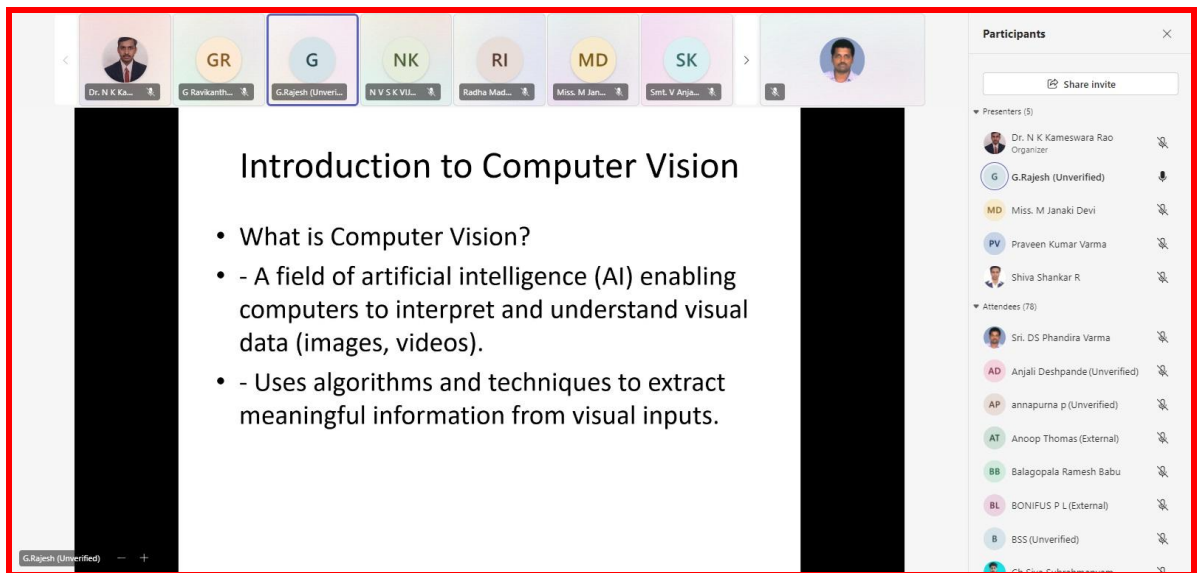 GR
G
NK
RI
MD
SK
Dr. N K Ka...
G Ravikanth...
G.Rajesh (Unveri...
N V S K VIJ...
Radha Mad...
Miss. M Jan...
Smt. V Anja...
Introduction to Computer Vision
• What is Computer Vision?
• - A field of artificial intelligence (AI) enabling
computers to interpret and understand visual
data (images, videos).
• - Uses algorithms and techniques to extract
meaningful information from visual inputs.
G.Rajesh (Unverified)
Participants
Share invite
Presenters (5)
Dr. N K Kameswara Rao
Organizer
G G.Rajesh (Unverified)
MD Miss. M Janaki Devi
PV Praveen Kumar Varma
Shiva Shankar R
Attendees (78)
Sri. DS Phandira Varma
AD Anjali Deshpande (Unverified)
AP annapurna p (Unverified)
AT Anoop Thomas (External)
BB Balagopala Ramesh Babu
BL BONIFUS P L (External)
B BSS (Unverified)